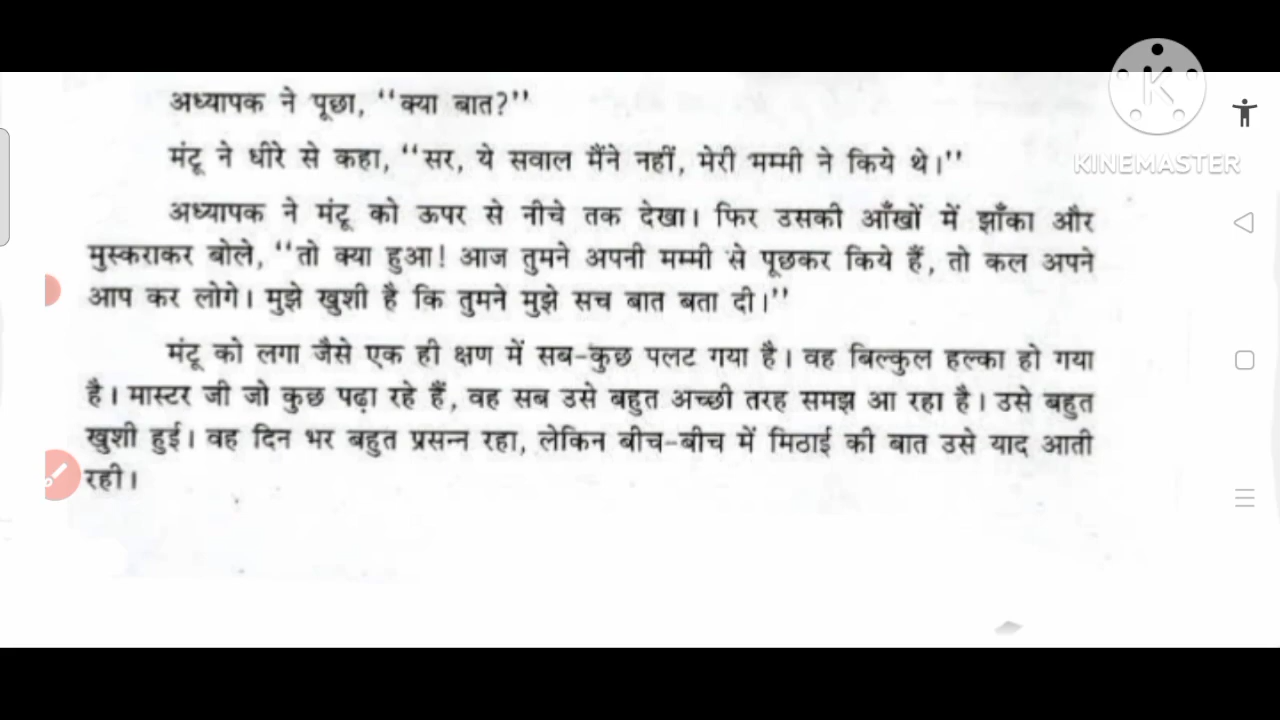 अध्यापक ने पूछा, ‘‘क्या बात?’’
मंटू ने धीरे से कहा, ‘‘सर, ये सवाल मैंने नहीं, मेरी मम्मी ने किये थे।’’
अध्यापक ने मंटू को ऊपर से नीचे तक देखा। फिर उसकी आँखों में झाँका और
मुस्कराकर बोले, ‘‘तो क्या हुआ! आज तुमने अपनी मम्मी से पूछकर किये हैं, तो कल अपने
आप कर लोगे। मुझे खुशी है कि तुमने मुझे सच बात बता दी।’’
मंटू को लगा जैसे एक ही क्षण में सब-कुछ पलट गया है। वह बिल्कुल हल्का हो गया
है। मास्टर जी जो कुछ पढ़ा रहे हैं, वह सब उसे बहुत अच्छी तरह समझ आ रहा है। उसे बहुत
खुशी हुई। वह दिन भर बहुत प्रसन्न रहा, लेकिन बीच-बीच में मिठाई की बात उसे याद आती
रही।
K
KINEMASTER